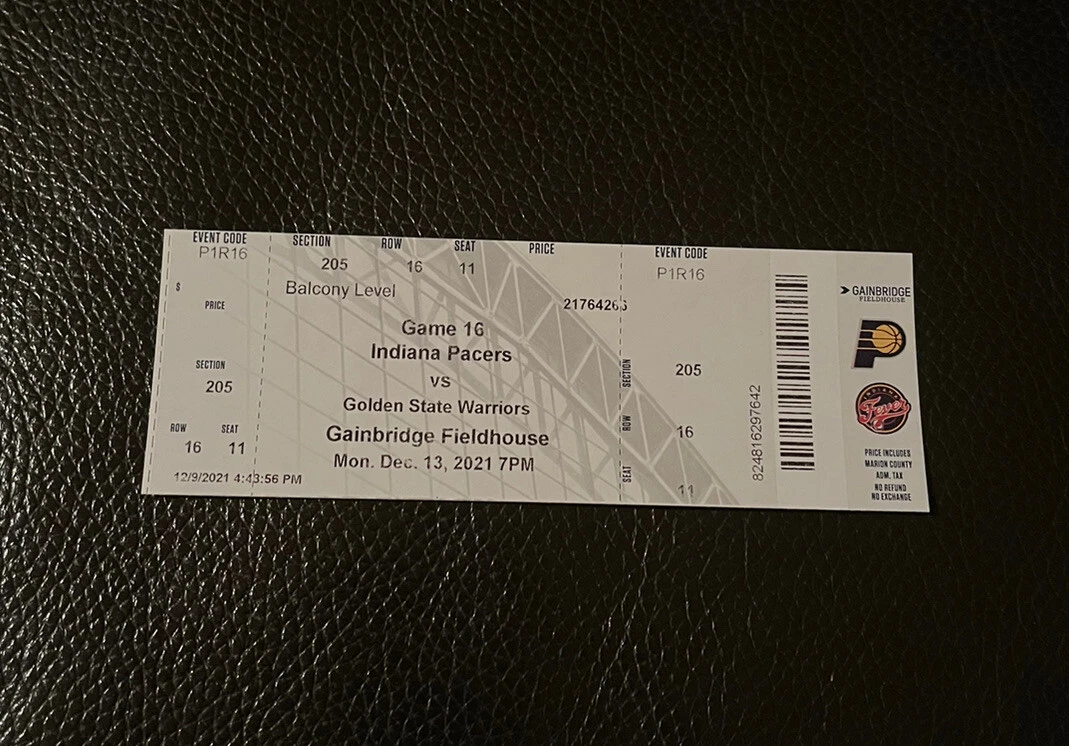 EVENT CODE
P1R16
$
PRICE
SECTION
205
ROW SEAT
16 11
12/9/2021 4:43:56 PM
SECTION ROW SEAT PRICE
205 16 11
Balcony Level
21764266
Game 16
Indiana Pacers
vs
Golden State Warriors
Gainbridge Fieldhouse
Mon. Dec. 13, 2021 7PM
EVENT CODE
P1R16
SECTION 205
ROW 16
SEAT 11
824816297642
GAINBRIDGE
FIELDHOUSE
P
INDIANA
Fever
PRICE INCLUDES
MARION COUNTY
ADM. TAX
NO REFUND
NO EXCHANGE